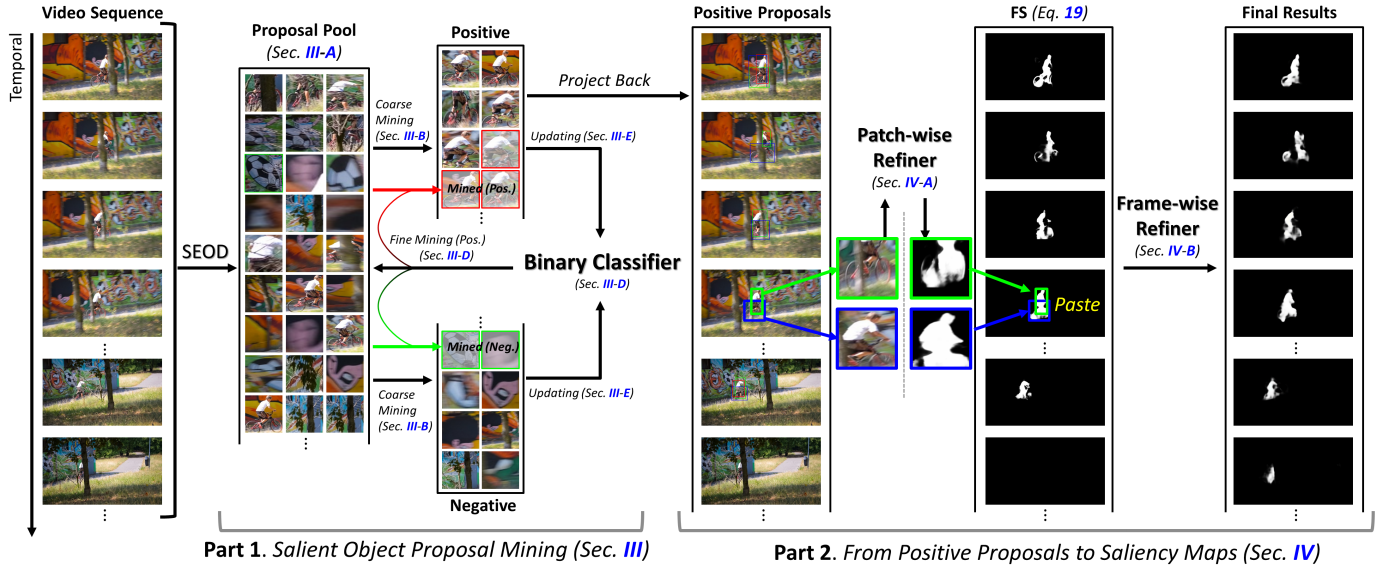 Video Sequence
Temporal
SEOD
Proposal Pool
(Sec. III-A)
Positive
Coarse
Mining
(Sec. III-B)
Mined (Pos.)
Updating (Sec. III-E)
Project Back
Fine Mining (Pos.)
(Sec. III-D)
Binary Classifier
(Sec. III-D)
Mined (Neg.)
Coarse
Mining
(Sec. III-B)
Updating (Sec. III-E)
Negative
Part 1. Salient Object Proposal Mining (Sec. III)
Positive Proposals
Patch-wise
Refiner
(Sec. IV-A)
FS (Eq. 19)
Paste
Frame-wise
Refiner
(Sec. IV-B)
Final Results
Part 2. From Positive Proposals to Saliency Maps (Sec. IV)